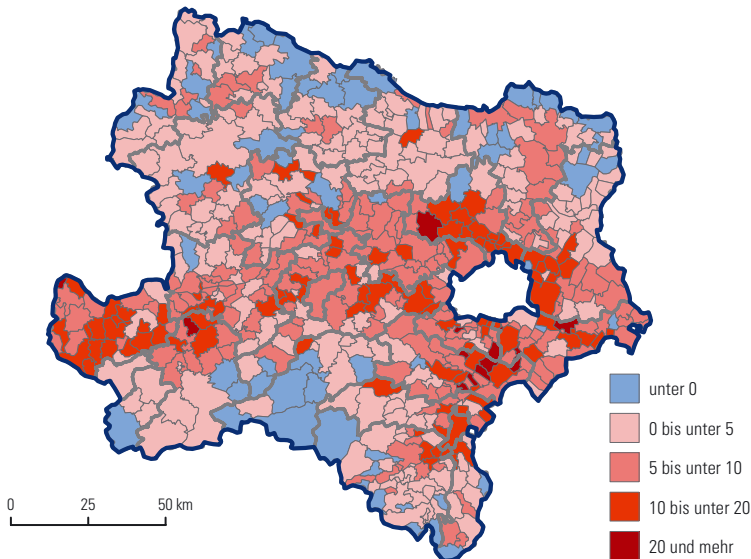 unter 0
0 bis unter 5
5 bis unter 10
10 bis unter 20
20 und mehr
0 25 50 km